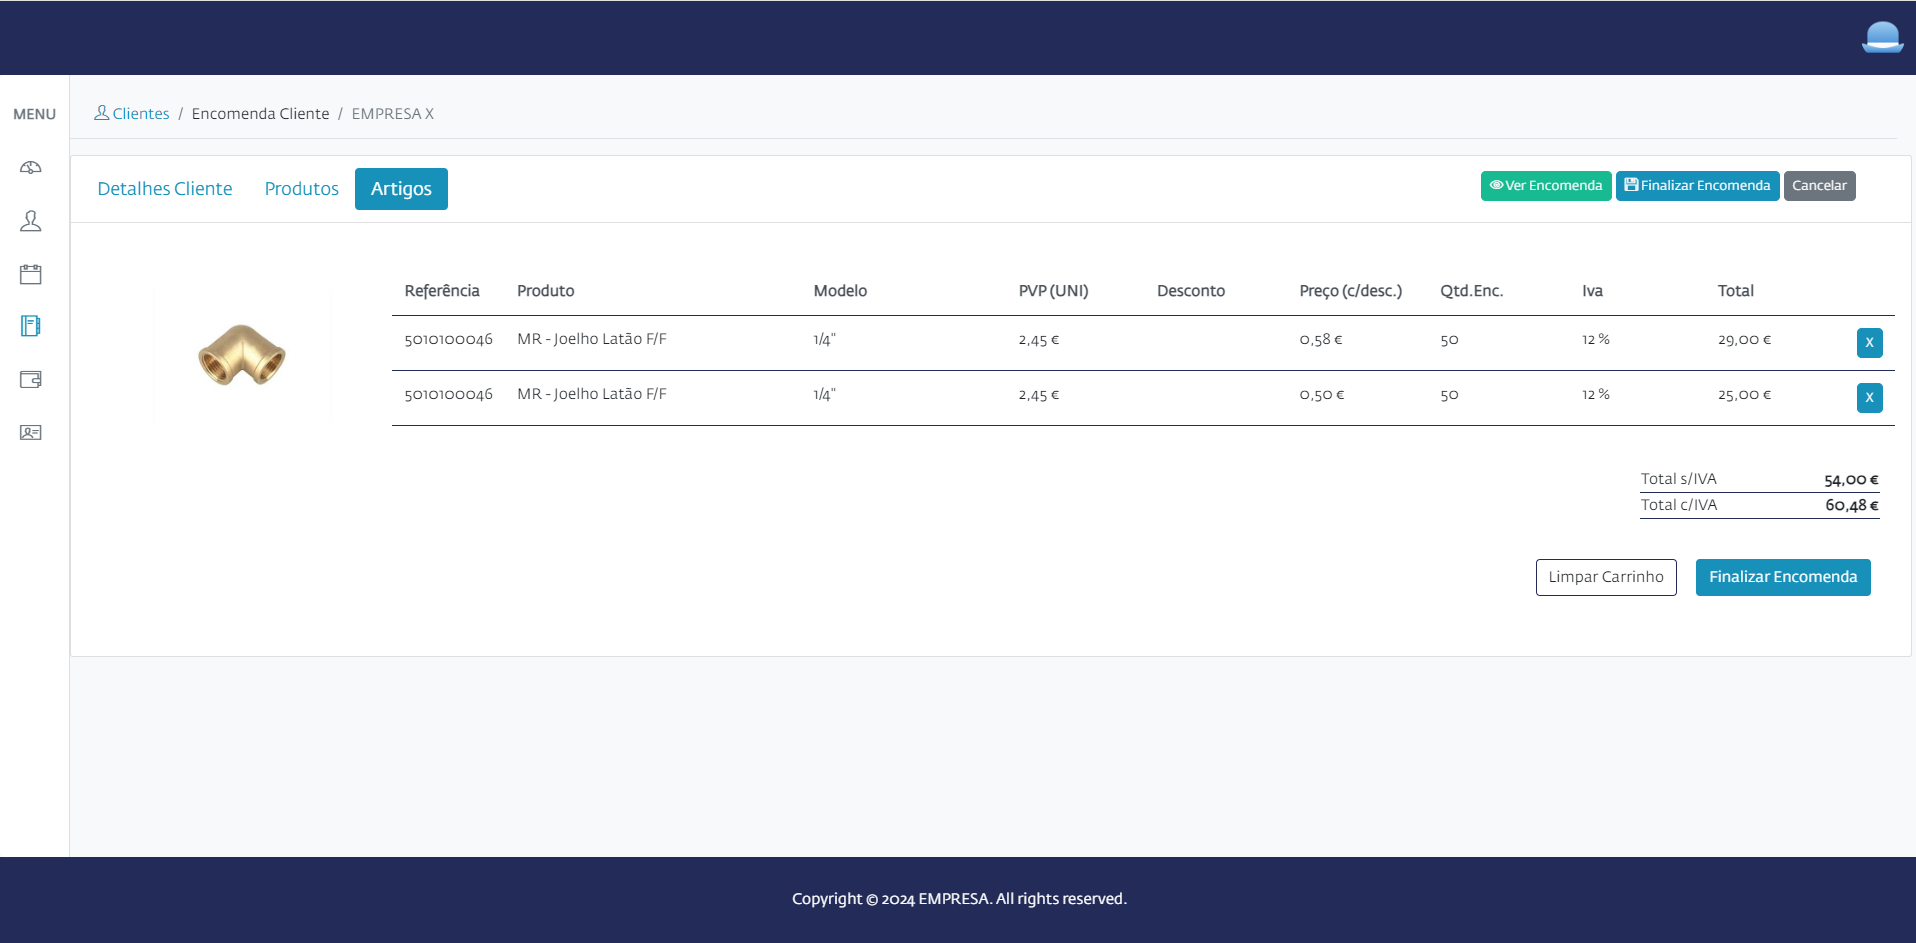 MENU
Clientes / Encomenda Cliente / EMPRESA X
Detalhes Cliente Produtos Artigos Ver Encomenda Finalizar Encomenda Cancelar
Referência Produto Modelo PVP (UNI) Desconto Preço (c/desc.) Qtd.Enc. Iva Total
5010100046 MR - Joelho Latão F/F 1/4" 2,45 € 0,58 € 50 12 % 29,00 € X
5010100046 MR - Joelho Latão F/F 1/4" 2,45 € 0,50 € 50 12 % 25,00 € X
Total s/IVA 54,00 €
Total c/IVA 60,48 €
Limpar Carrinho Finalizar Encomenda
Copyright © 2024 EMPRESA. All rights reserved.